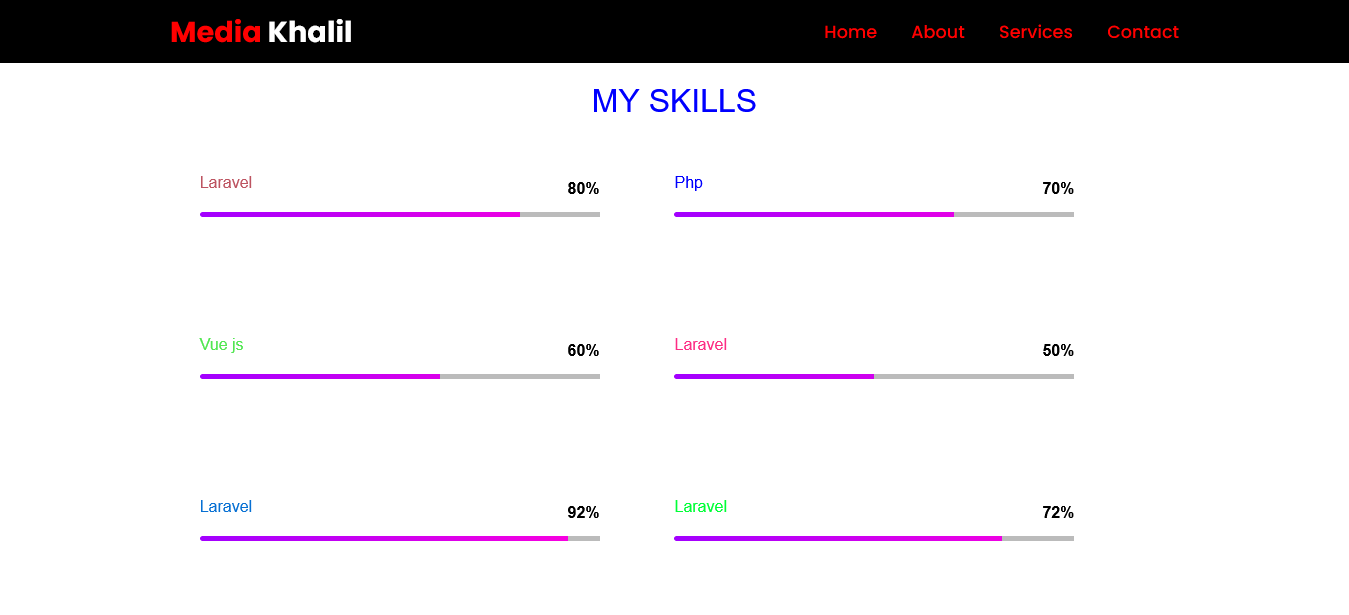 Media Khalil
Home About Services Contact
MY SKILLS
Laravel 80%
Php 70%
Vue js 60%
Laravel 50%
Laravel 92%
Laravel 72%